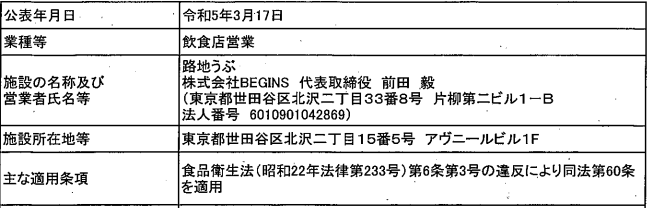 公表年月日 令和5年3月17日
業種等 飲食店営業
施設の名称及び
営業者氏名等
路地うぶ
株式会社BEGINS 代表取締役 前田 毅
(東京都世田谷区北沢二丁目33番8号 片柳第二ビル1-B
法人番号 6010901042869)
施設所在地等 東京都世田谷区北沢二丁目15番5号 アヴニールビル1F
主な適用条項
食品衛生法(昭和22年法律第233号)第6条第3号の違反により同法第60条
を適用